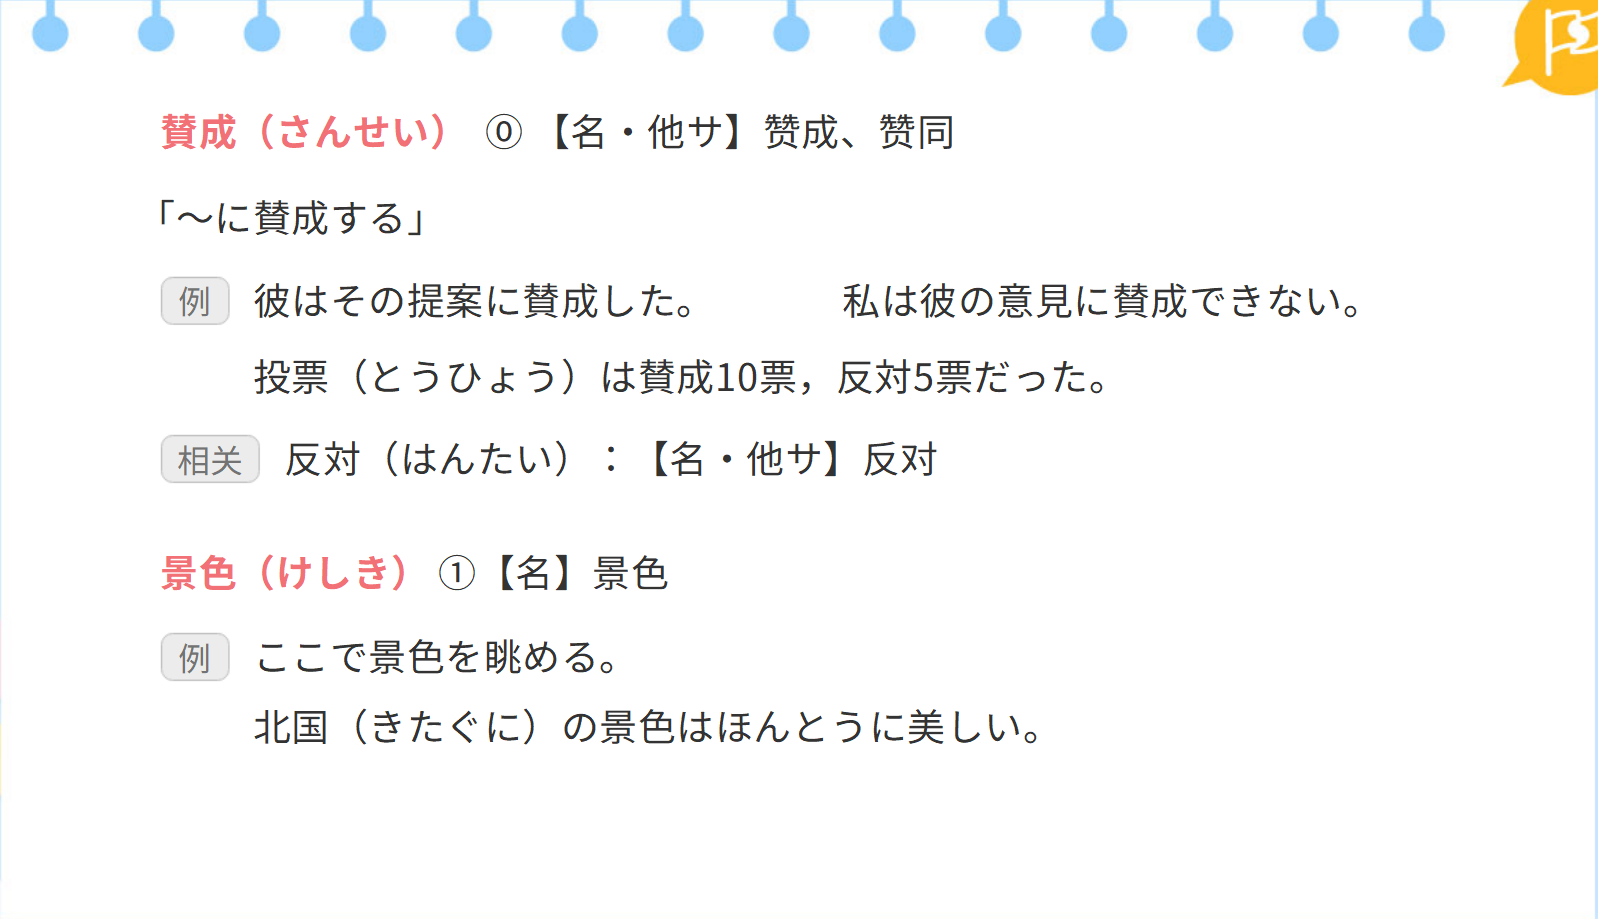 賛成（さんせい） ⓪ 【名・他サ】赞成、赞同
「～に賛成する」
例 彼はその提案に賛成した。 私は彼の意見に賛成できない。
投票（とうひょう）は賛成10票，反対5票だった。
相关 反対（はんたい）：【名・他サ】反对
景色（けしき） ①【名】景色
例 ここで景色を眺める。
北国（きたぐに）の景色はほんとうに美しい。